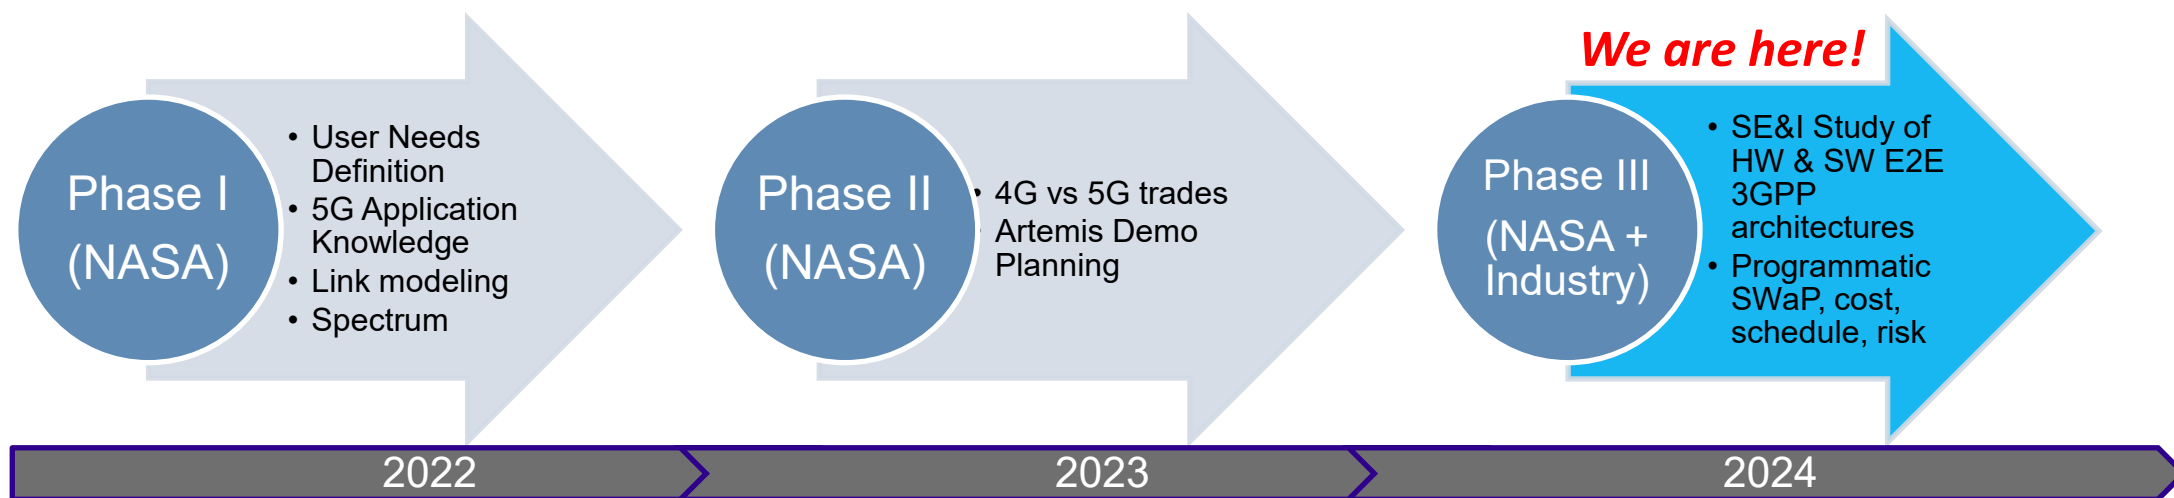 We are here!
Phase I
(NASA)
• User Needs
Definition
• 5G Application
Knowledge
• Link modeling
• Spectrum
Phase II
(NASA)
• 4G vs 5G trades
• Artemis Demo
Planning
Phase III
(NASA +
Industry)
• SE&I Study of
HW & SW E2E
3GPP
architectures
• Programmatic
SWaP, cost,
schedule, risk
2022
2023
2024